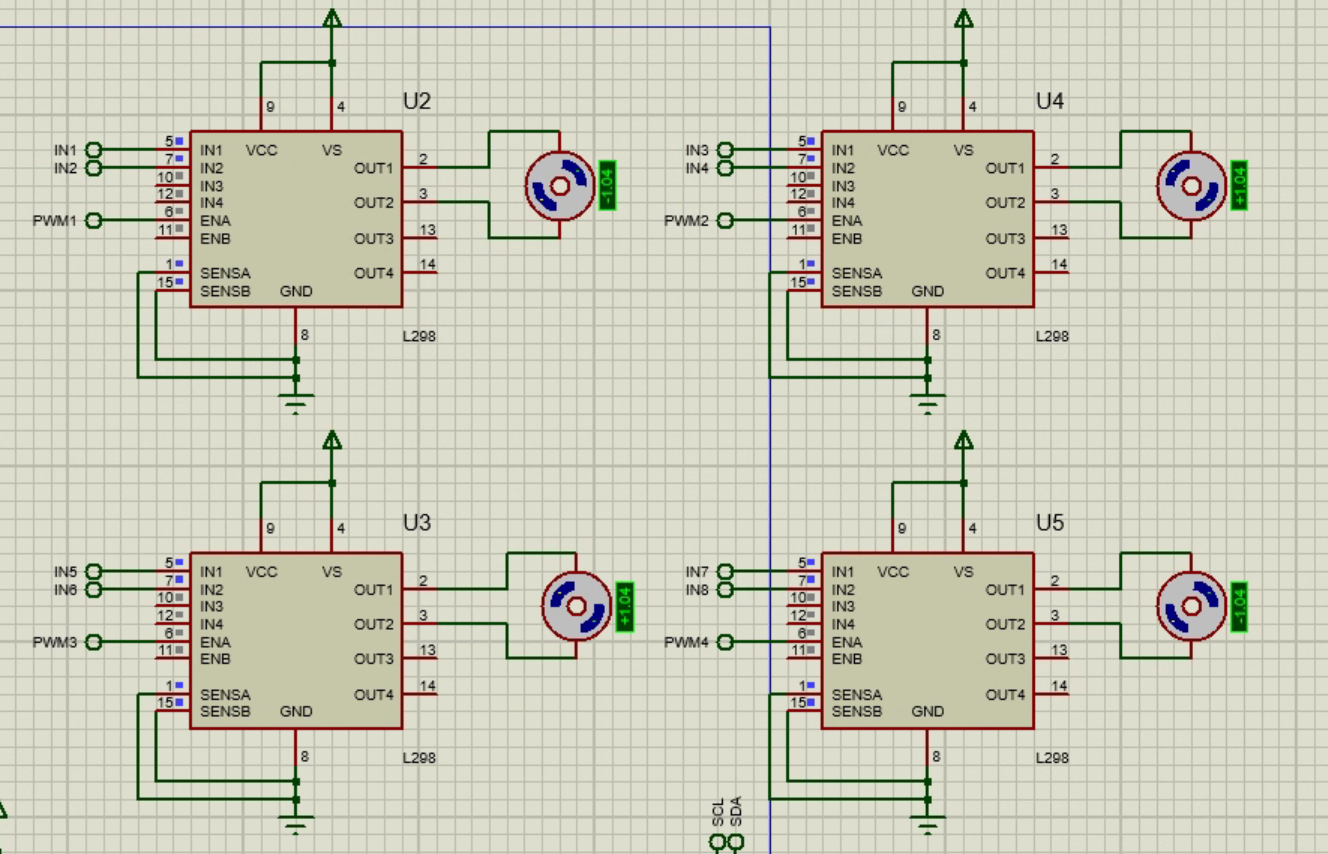 U2
9 4
IN1 5 IN1 VCC VS
IN2 7 IN2 OUT1 2
10 IN3
12 IN4 OUT2 3
PWM1 6 ENA
11 ENB OUT3 13
1 SENSA OUT4 14
15 SENSB GND
8
L298
-1.04
U4
9 4
IN3 5 IN1 VCC VS
IN4 7 IN2 OUT1 2
10 IN3
12 IN4 OUT2 3
PWM2 6 ENA
11 ENB OUT3 13
1 SENSA OUT4 14
15 SENSB GND
8
L298
+1.04
U3
9 4
IN5 5 IN1 VCC VS
IN6 7 IN2 OUT1 2
10 IN3
12 IN4 OUT2 3
PWM3 6 ENA
11 ENB OUT3 13
1 SENSA OUT4 14
15 SENSB GND
8
L298
+1.04
U5
9 4
IN7 5 IN1 VCC VS
IN8 7 IN2 OUT1 2
10 IN3
12 IN4 OUT2 3
PWM4 6 ENA
11 ENB OUT3 13
1 SENSA OUT4 14
15 SENSB GND
8
L298
-1.04
SCL
SDA